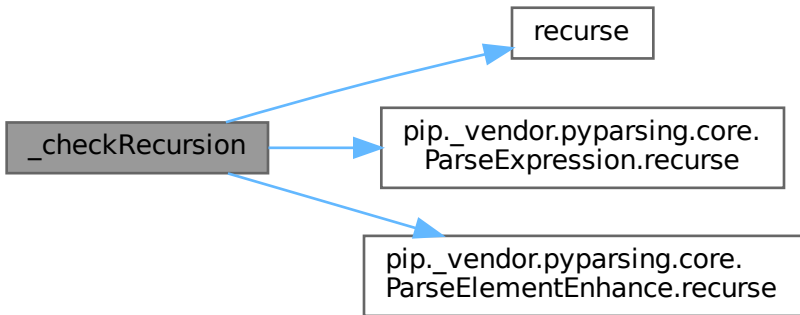 recurse
_checkRecursion
pip._vendor.pyparsing.core.
ParseExpression.recurse
pip._vendor.pyparsing.core.
ParseElementEnhance.recurse